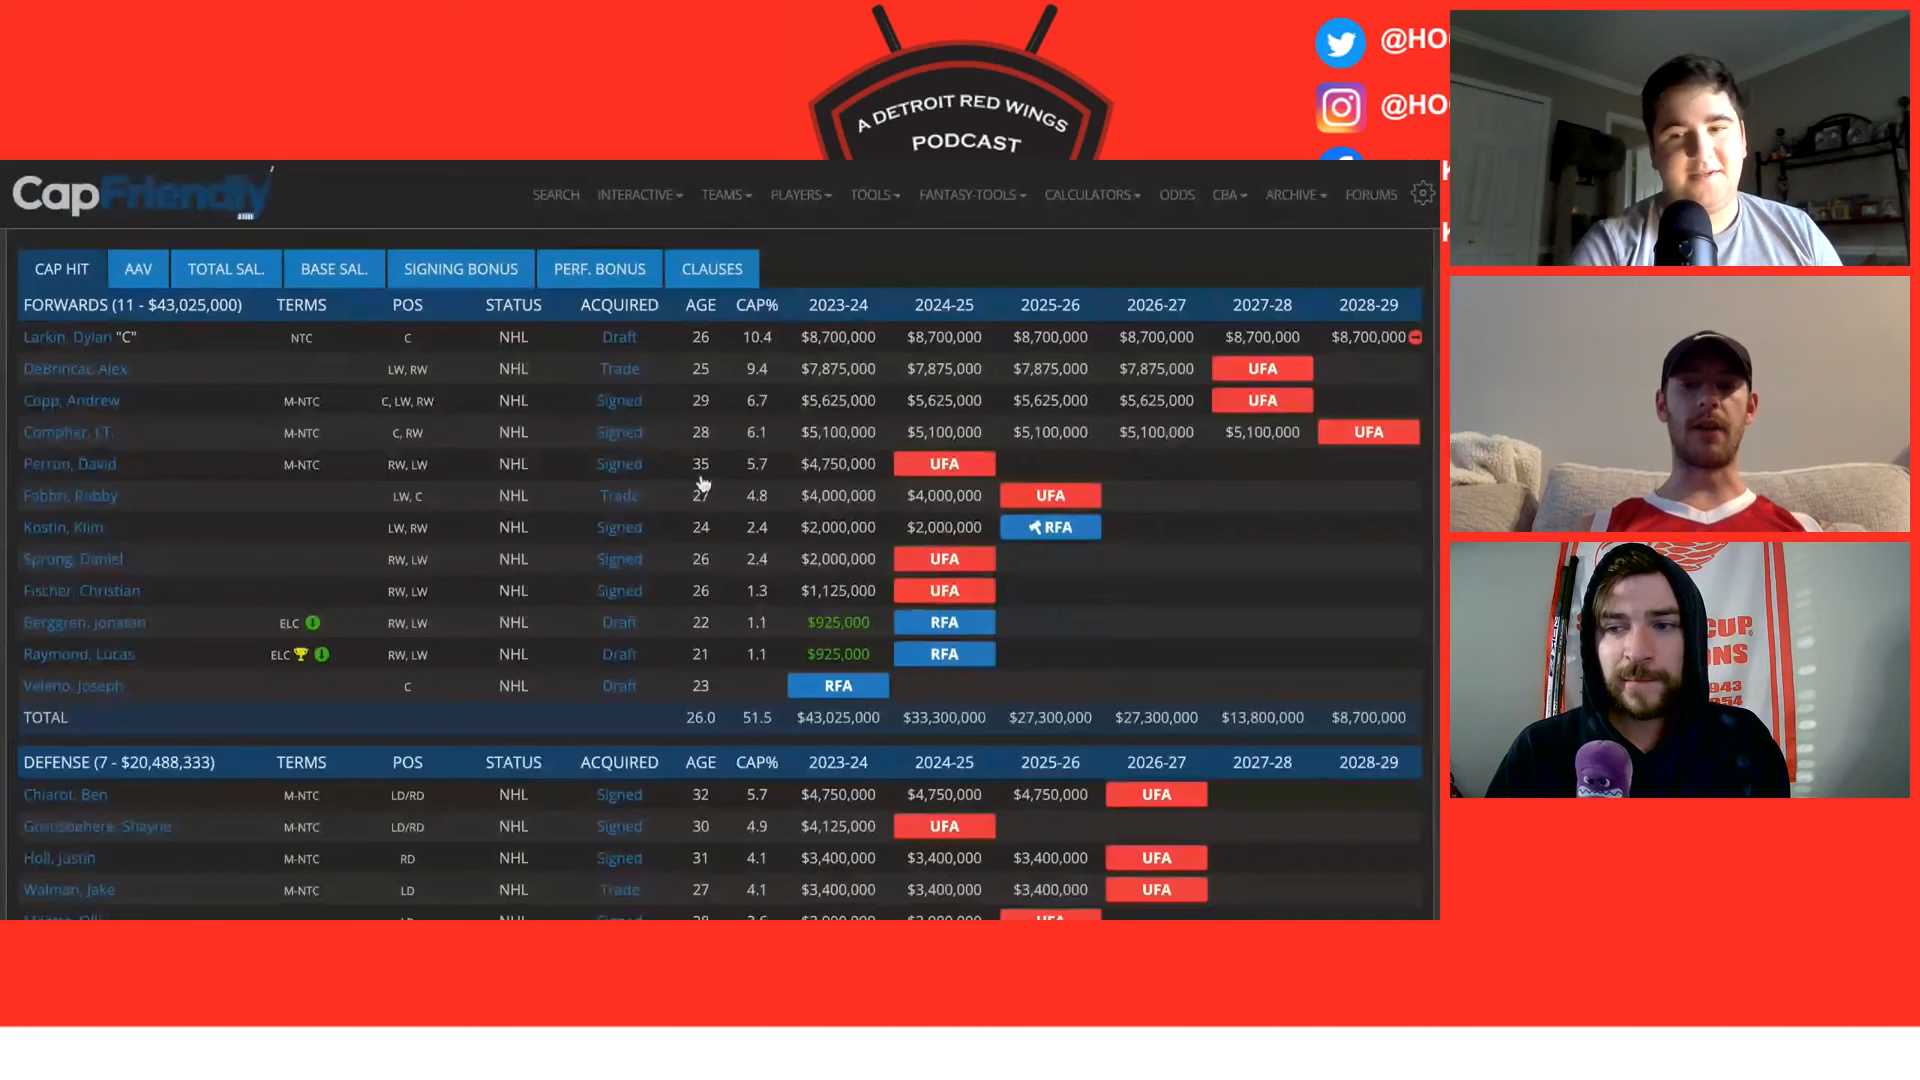 A DETROIT RED WINGS
PODCAST
@HO
@HO
CapFriendly
SEARCH INTERACTIVE TEAMS PLAYERS TOOLS FANTASY-TOOLS CALCULATORS ODDS CBA ARCHIVE FORUMS
CAP HIT AAV TOTAL SAL. BASE SAL. SIGNING BONUS PERF. BONUS CLAUSES
FORWARDS (11 - $43,025,000) TERMS POS STATUS ACQUIRED AGE CAP% 2023-24 2024-25 2025-26 2026-27 2027-28 2028-29
Larkin, Dylan "C" NTC C NHL Draft 26 10.4 $8,700,000 $8,700,000 $8,700,000 $8,700,000 $8,700,000 $8,700,000
DeBrincat, Alex LW, RW NHL Trade 25 9.4 $7,875,000 $7,875,000 $7,875,000 $7,875,000 UFA
Copp, Andrew M-NTC C, LW, RW NHL Signed 29 6.7 $5,625,000 $5,625,000 $5,625,000 $5,625,000 UFA
Compher, J.T. M-NTC C, RW NHL Signed 28 6.1 $5,100,000 $5,100,000 $5,100,000 $5,100,000 $5,100,000 UFA
Perron, David M-NTC RW, LW NHL Signed 35 5.7 $4,750,000 UFA
Fabbri, Robby LW, C NHL Trade 27 4.8 $4,000,000 $4,000,000 UFA
Kostin, Klim LW, RW NHL Signed 24 2.4 $2,000,000 $2,000,000 RFA
Sprong, Daniel RW, LW NHL Signed 26 2.4 $2,000,000 UFA
Fischer, Christian RW, LW NHL Signed 26 1.3 $1,125,000 UFA
Berggren, Jonatan ELC RW, LW NHL Draft 22 1.1 $925,000 RFA
Raymond, Lucas ELC RW, LW NHL Draft 21 1.1 $925,000 RFA
Veleno, Joseph C NHL Draft 23 RFA
TOTAL 26.0 51.5 $43,025,000 $33,300,000 $27,300,000 $27,300,000 $13,800,000 $8,700,000
DEFENSE (7 - $20,488,333) TERMS POS STATUS ACQUIRED AGE CAP% 2023-24 2024-25 2025-26 2026-27 2027-28 2028-29
Chiarot, Ben M-NTC LD/RD NHL Signed 32 5.7 $4,750,000 $4,750,000 $4,750,000 UFA
Gostisbehere, Shayne M-NTC LD/RD NHL Signed 30 4.9 $4,125,000 UFA
Holl, Justin M-NTC RD NHL Signed 31 4.1 $3,400,000 $3,400,000 $3,400,000 UFA
Walman, Jake M-NTC LD NHL Trade 27 4.1 $3,400,000 $3,400,000 $3,400,000 UFA
CUP
ONS
943
954